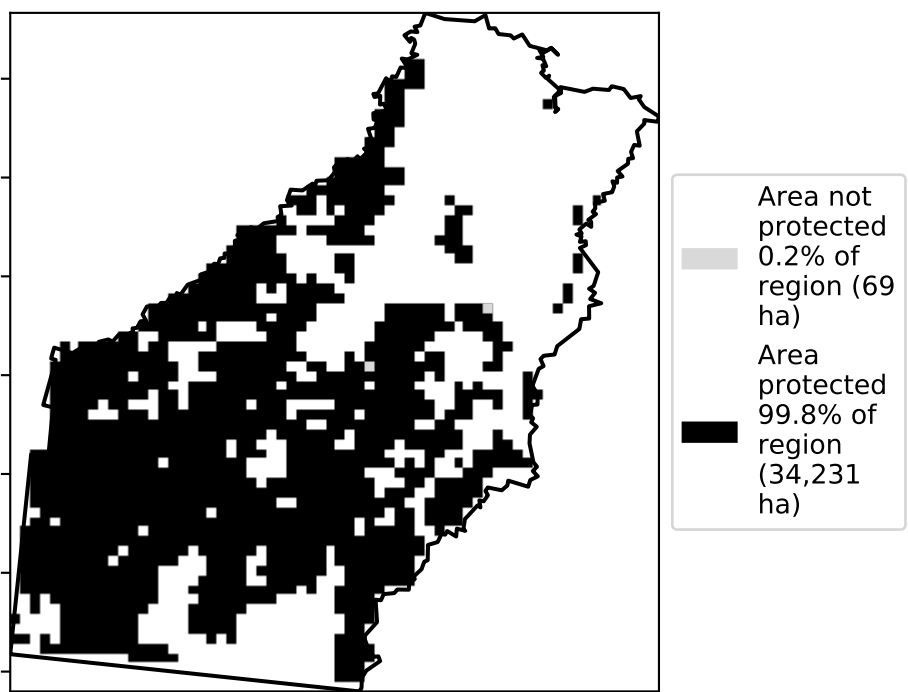 Area not
protected
0.2% of
region (69
ha)
Area
protected
99.8% of
region
(34,231
ha)